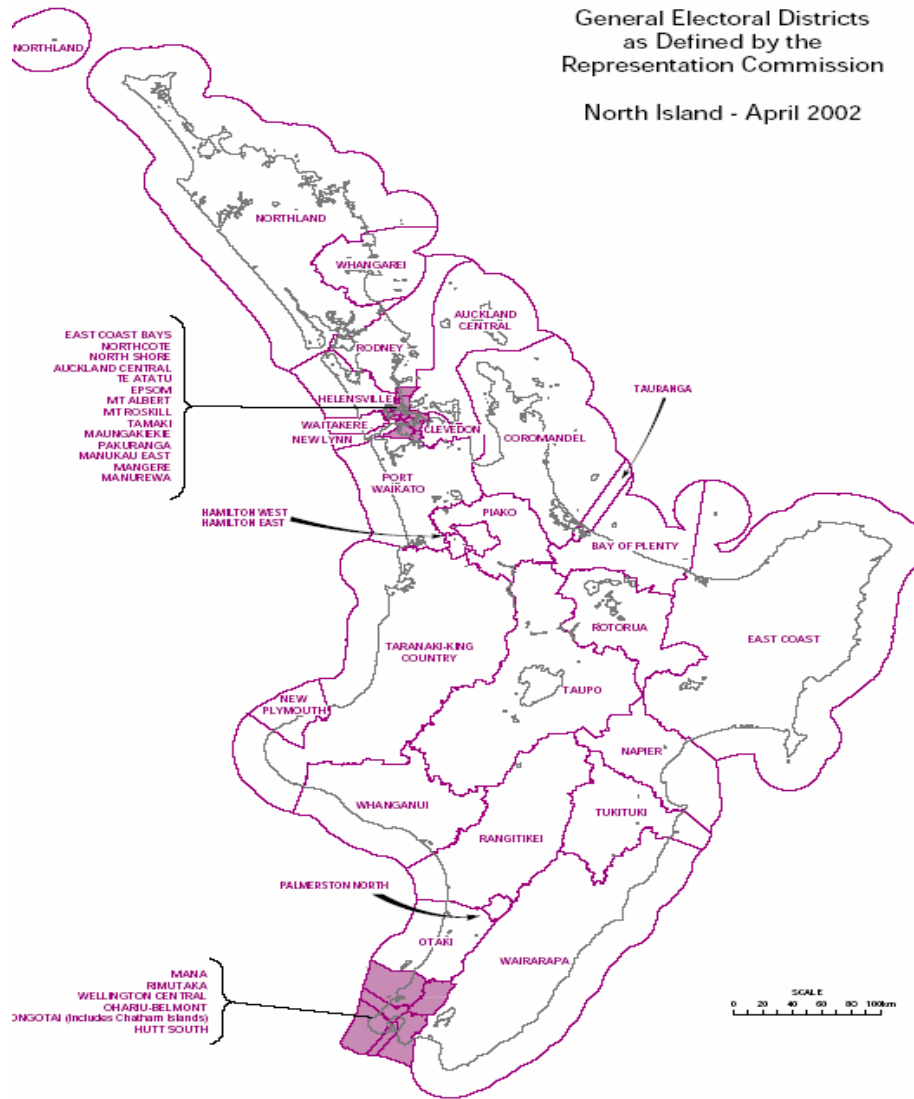 General Electoral Districts
as Defined by the
Representation Commission
North Island - April 2002
NORTHLAND
NORTHLAND
WHANGAREI
AUCKLAND
CENTRAL
RODNEY
EAST COAST BAYS
NORTHCOTE
NORTH SHORE
AUCKLAND CENTRAL
TE ATATU
EPSOM
MT ALBERT
MT ROSKILL
TAMAKI
MAUNGAKIEKIE
PAKURANGA
MANUKAU EAST
MANGERE
MANUREWA
HELENSVILLE
WAITAKERE
NEW LYNN
CLEVEDON
COROMANDEL
TAURANGA
PORT
WAIKATO
HAMILTON WEST
HAMILTON EAST
PIAKO
BAY OF PLENTY
ROTORUA
EAST COAST
TARANAKI-KING
COUNTRY
TAUPO
NEW
PLYMOUTH
NAPIER
WHANGANUI
TUKITUKI
RANGITIKEI
PALMERSTON NORTH
OTAKI
WAIRARAPA
MANA
RIMUTAKA
WELLINGTON CENTRAL
OHARIU-BELMONT
ONGOTAI (Includes Chatham Islands)
HUTT SOUTH
SCALE
0 20 40 60 80 100km